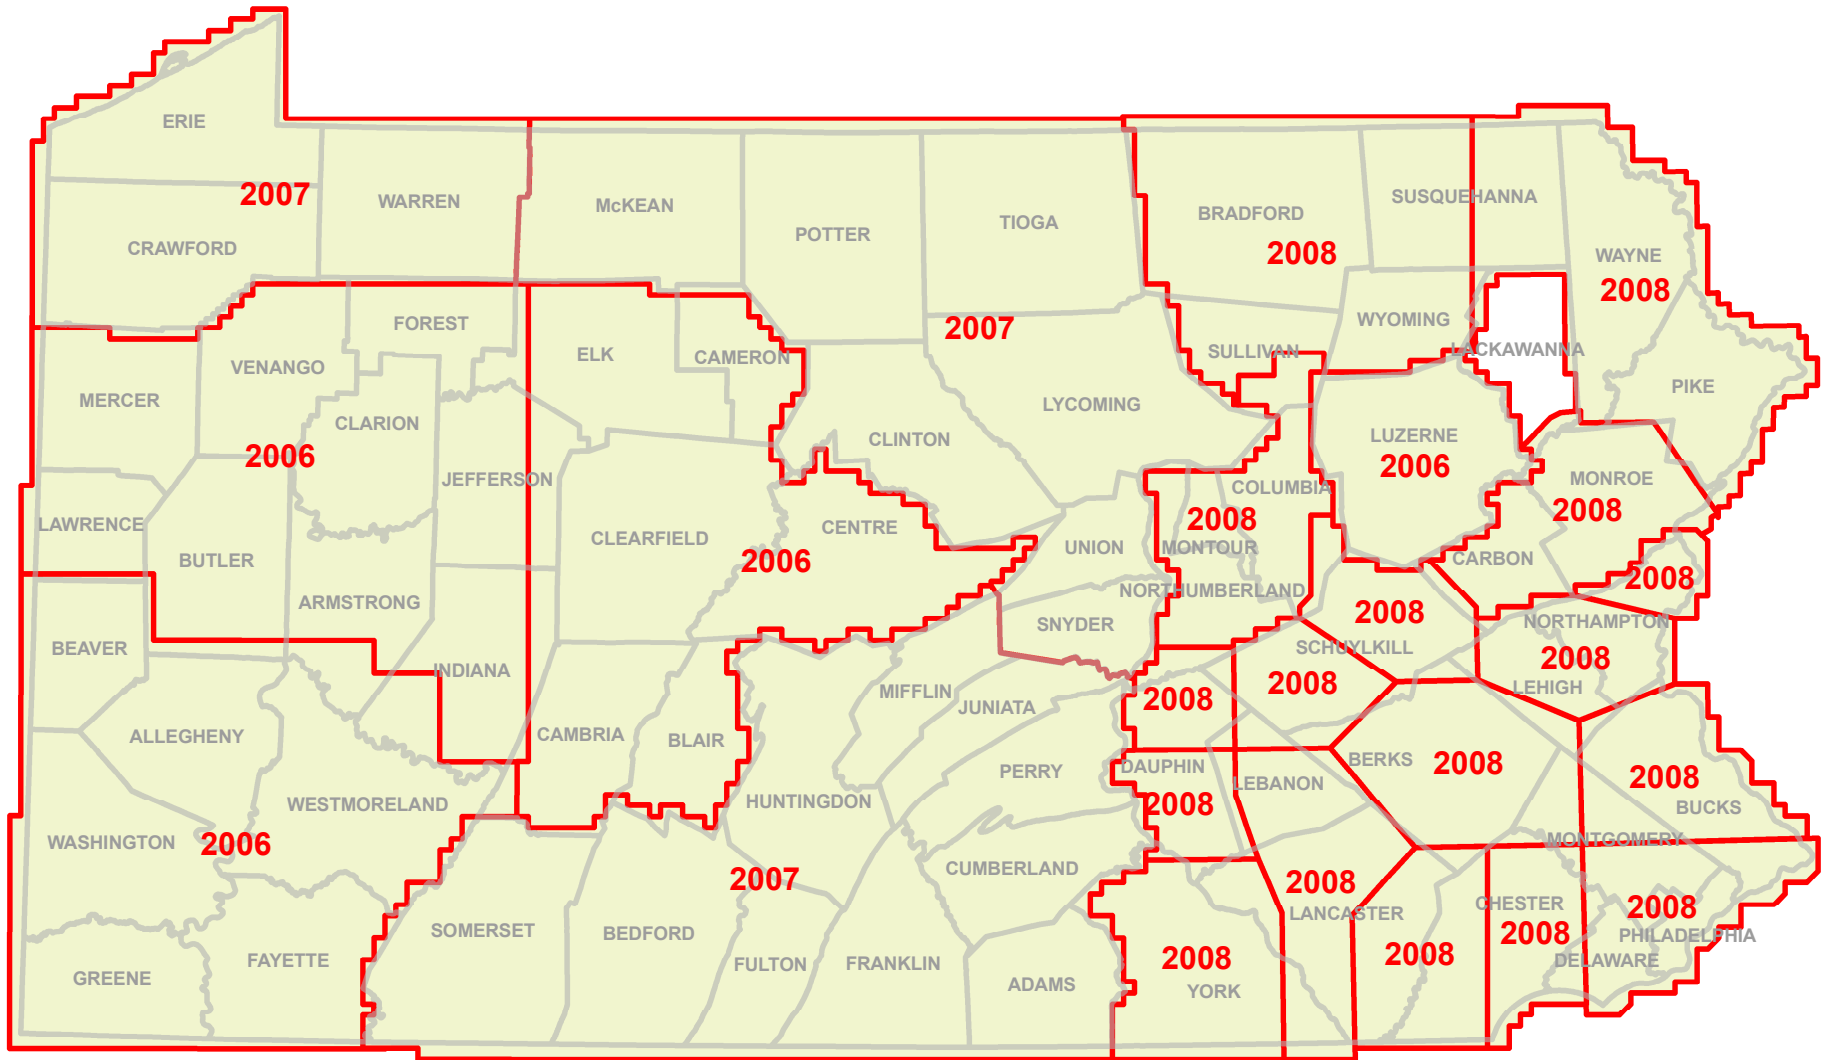 ERIE
2007
WARREN
McKEAN
POTTER
TIOGA
BRADFORD
SUSQUEHANNA
CRAWFORD
2008
WAYNE
2008
FOREST
2007
WYOMING
VENANGO
ELK
CAMERON
SULLIVAN
LACKAWANNA
MERCER
PIKE
CLARION
LYCOMING
CLINTON
LUZERNE
2006
2006
JEFFERSON
COLUMBIA
MONROE
2008
LAWRENCE
CLEARFIELD
CENTRE
2008
UNION
MONTOUR
BUTLER
2006
CARBON
2008
ARMSTRONG
NORTHUMBERLAND
2008
SNYDER
NORTHAMPTON
BEAVER
SCHUYLKILL
2008
INDIANA
2008
LEHIGH
MIFFLIN
2008
JUNIATA
ALLEGHENY
CAMBRIA
BLAIR
PERRY
DAUPHIN
BERKS
2008
LEBANON
2008
WESTMORELAND
HUNTINGDON
2008
BUCKS
WASHINGTON
2006
MONTGOMERY
CUMBERLAND
2007
2008
LANCASTER
CHESTER
2008
SOMERSET
BEDFORD
2008
PHILADELPHIA
FAYETTE
FULTON
FRANKLIN
2008
2008
DELAWARE
GREENE
ADAMS
YORK